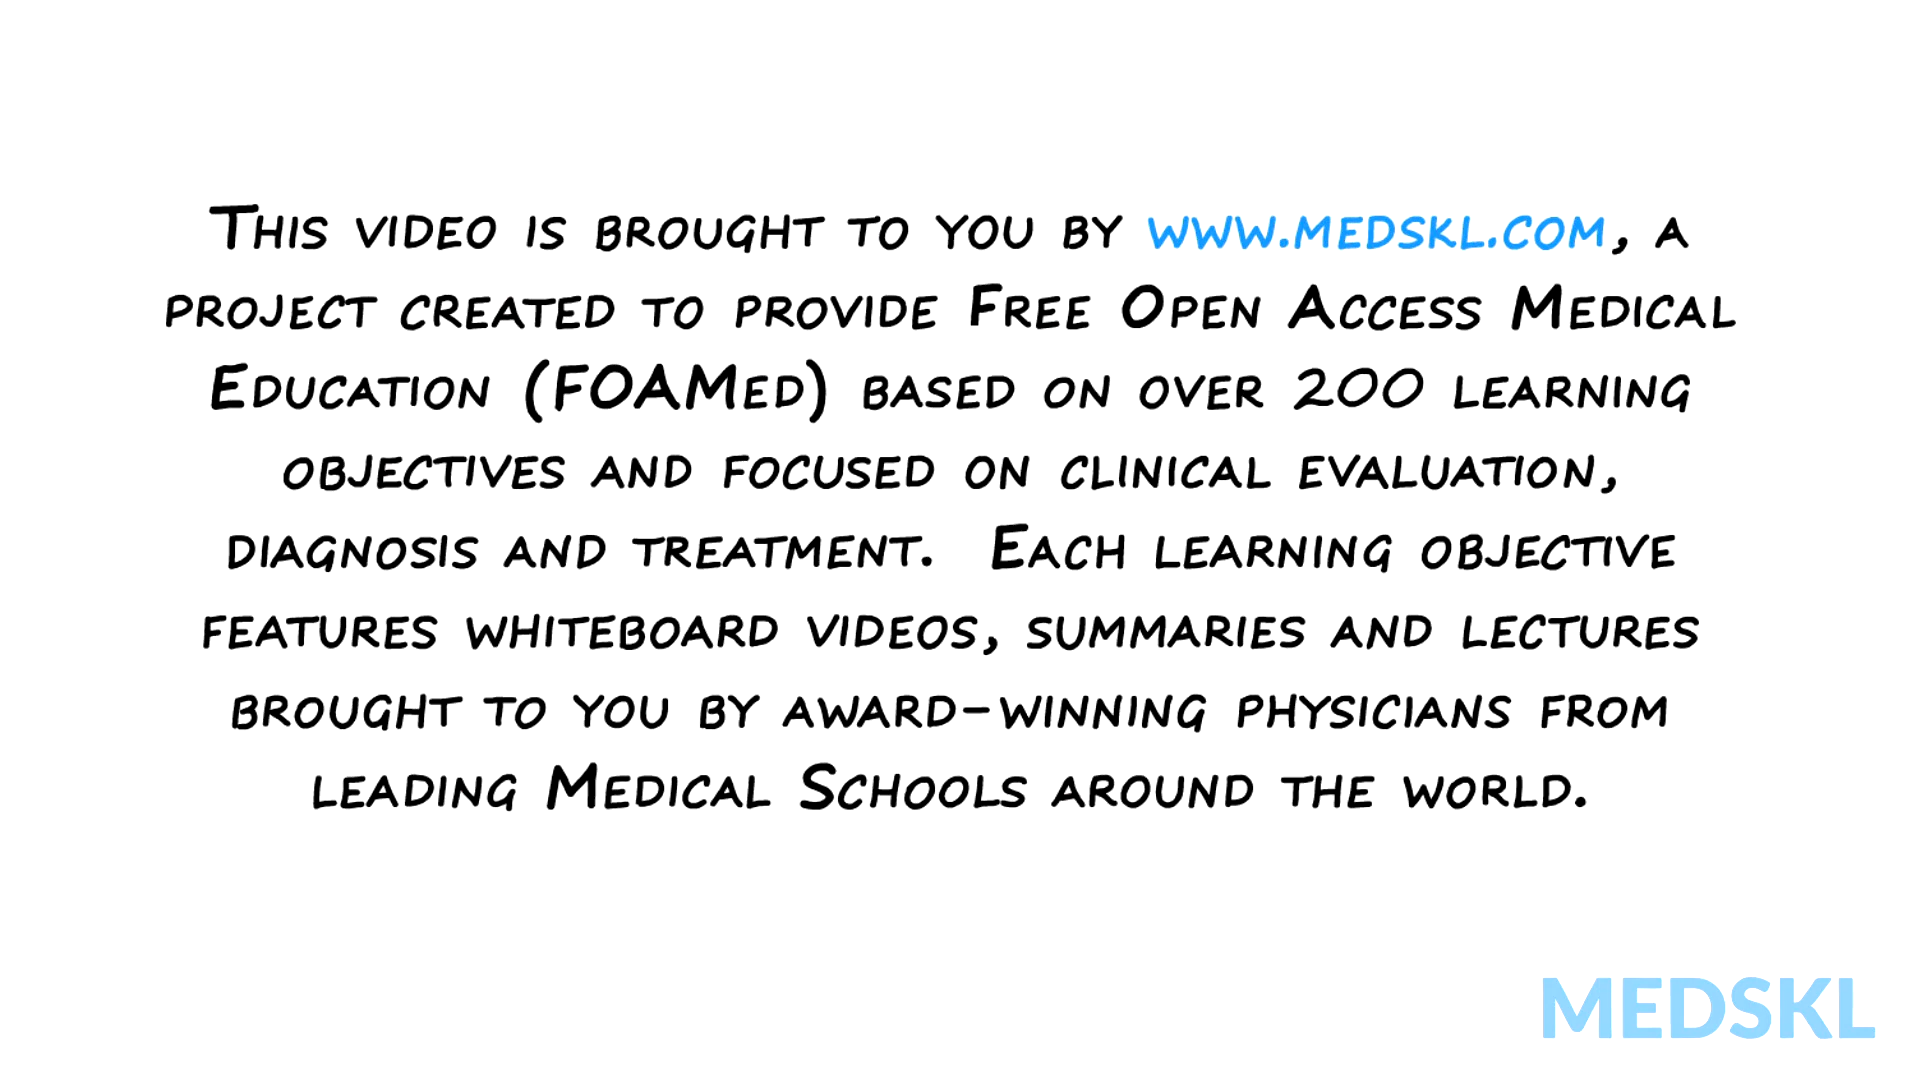 This video is brought to you by www.medskl.com, a
project created to provide Free Open Access Medical
Education (FOAMed) based on over 200 learning
objectives and focused on clinical evaluation,
diagnosis and treatment.  Each learning objective
features whiteboard videos, summaries and lectures
brought to you by award-winning physicians from
leading Medical Schools around the world.
MEDSKL